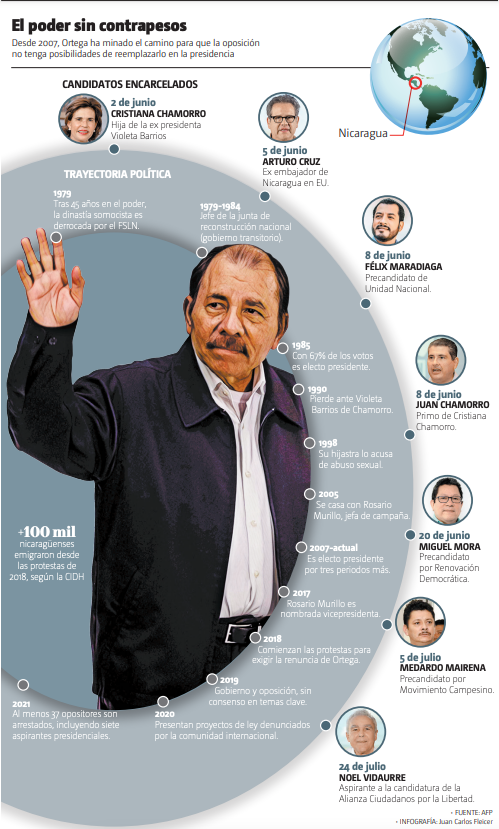 El poder sin contrapesos
Desde 2007, Ortega ha minado el camino para que la oposición
no tenga posibilidades de reemplazarlo en la presidencia
Nicaragua
CANDIDATOS ENCARCELADOS
2 de junio
CRISTIANA CHAMORRO
Hija de la ex presidenta
Violeta Barrios
5 de junio
ARTURO CRUZ
Ex embajador de
Nicaragua en EU.
8 de junio
FÉLIX MARADIAGA
Precandidato de
Unidad Nacional.
8 de junio
JUAN CHAMORRO
Primo de Cristiana
Chamorro.
20 de junio
MIGUEL MORA
Precandidato
por Renovación
Democrática.
5 de julio
MEDARDO MAIRENA
Precandidato por
Movimiento Campesino.
24 de julio
NOEL VIDAURRE
Aspirante a la candidatura de la
Alianza Ciudadanos por la Libertad.
TRAYECTORIA POLÍTICA
1979
Tras 45 años en el poder,
la dinastía somocista es
derrocada por el FSLN.
1979-1984
Jefe de la junta de
reconstrucción nacional
(gobierno transitorio).
1985
Con 67% de los votos
es electo presidente.
1990
Pierde ante Violeta
Barrios de Chamorro.
1998
Su hijastra lo acusa
de abuso sexual.
2005
Se casa con Rosario
Murillo, jefa de campaña.
2007-actual
Es electo presidente
por tres periodos más.
2017
Rosario Murillo es
nombrada vicepresidenta.
2018
Comienzan las protestas para
exigir la renuncia de Ortega.
2019
Gobierno y oposición, sin
consenso en temas clave.
2020
Presentan proyectos de ley denunciados
por la comunidad internacional.
2021
Al menos 37 opositores son
arrestados, incluyendo siete
aspirantes presidenciales.
+100 mil
nicaragüenses
emigraron desde
las protestas de
2018, según la CIDH
• FUENTE: AFP
• INFOGRAFÍA: Juan Carlos Fleicer